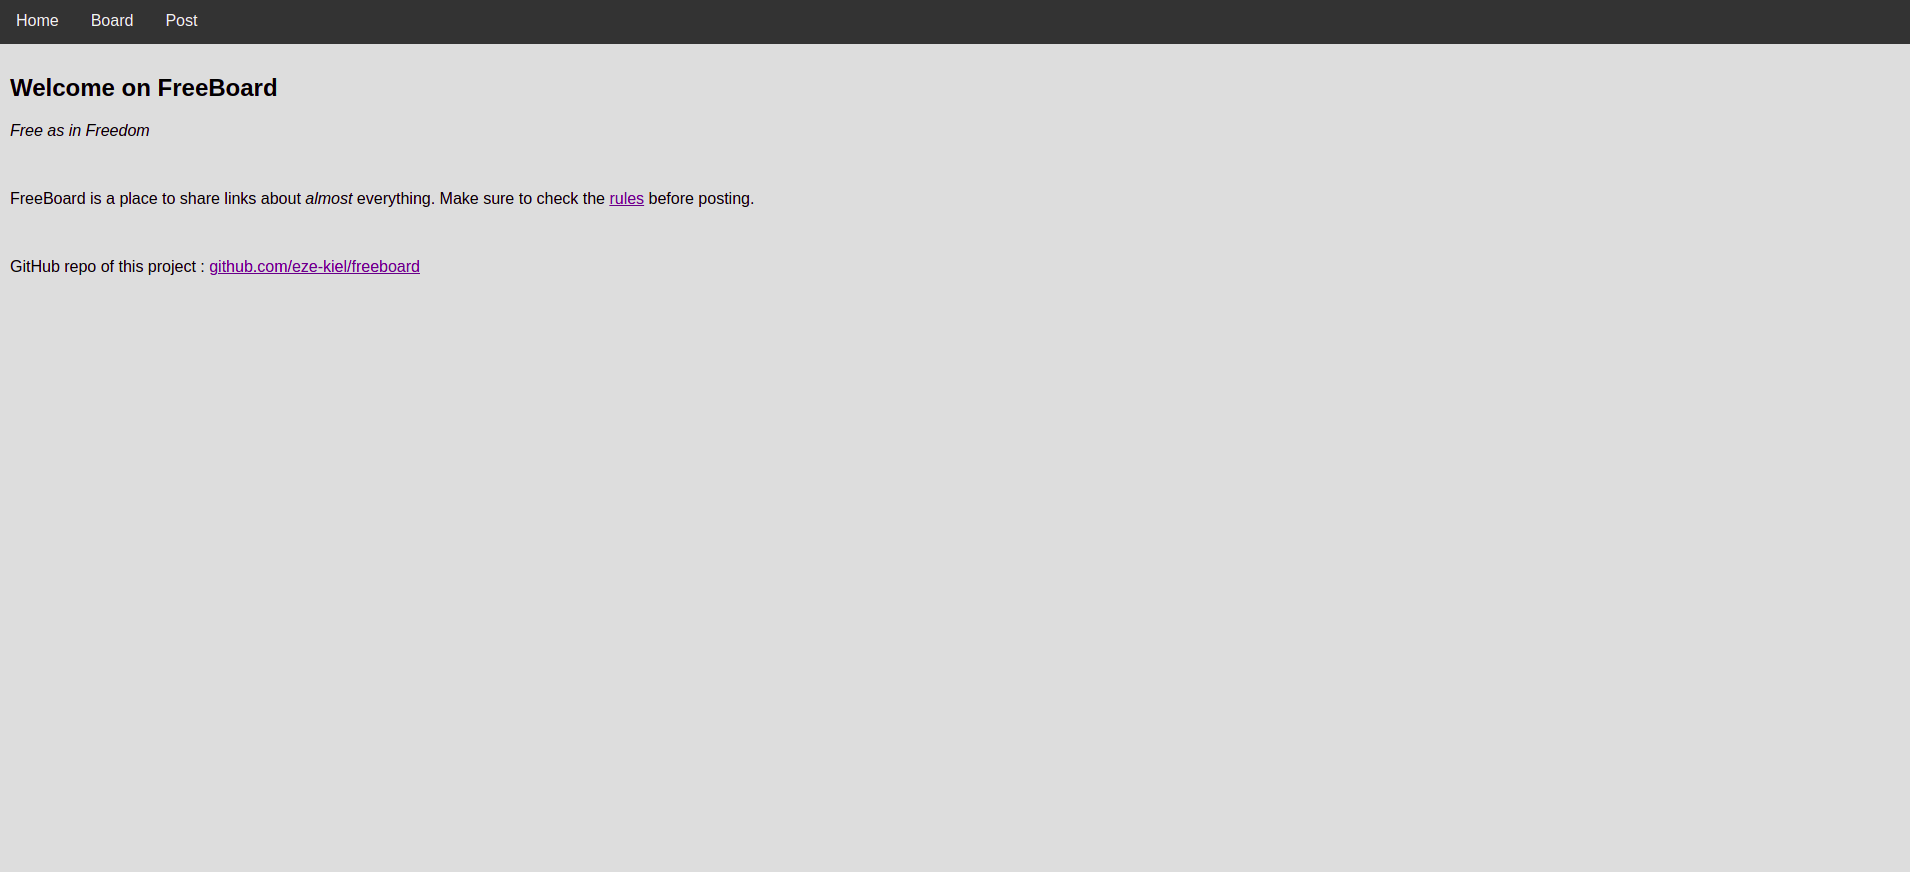 Home Board Post
Welcome on FreeBoard
Free as in Freedom
FreeBoard is a place to share links about almost everything. Make sure to check the rules before posting.
GitHub repo of this project : github.com/eze-kiel/freeboard